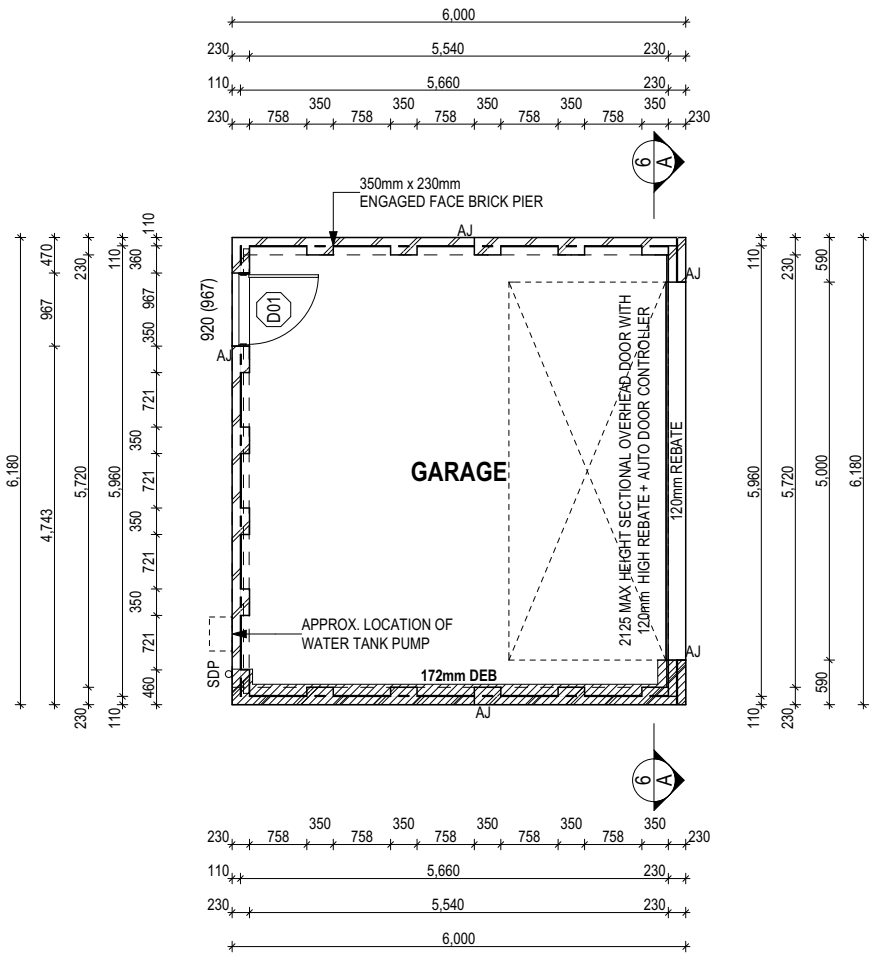 6,000
230 5,540 230
110 5,660 230
230 758 350 758 350 758 350 758 350 758 350 230
6
A
350mm x 230mm
ENGAGED FACE BRICK PIER
AJ
AJ
920 (967)
D01
AJ
GARAGE
2125 MAX HEIGHT SECTIONAL OVERHEAD DOOR WITH
120mm HIGH REBATE + AUTO DOOR CONTROLLER
120mm REBATE
APPROX. LOCATION OF
WATER TANK PUMP
SDP
172mm DEB
AJ
AJ
6,180
470 967 4,743
230 5,720 230
110 5,960 110
110 360 967 350 721 350 721 350 721 350 721 460
110 5,960 110
230 5,720 230
590 5,000 590
6,180
6
A
230 758 350 758 350 758 350 758 350 758 350 230
110 5,660 230
230 5,540 230
6,000